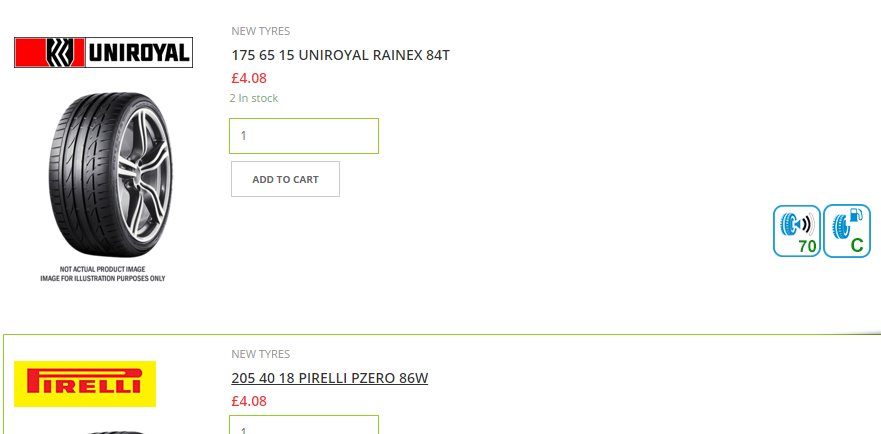 NEW TYRES
UNIROYAL
175 65 15 UNIROYAL RAINEX 84T
£4.08
2 In stock
1
ADD TO CART
70
C
NOT ACTUAL PRODUCT IMAGE
IMAGE FOR ILLUSTRATION PURPOSES ONLY
NEW TYRES
PIRELLI
205 40 18 PIRELLI PZERO 86W
£4.08
1